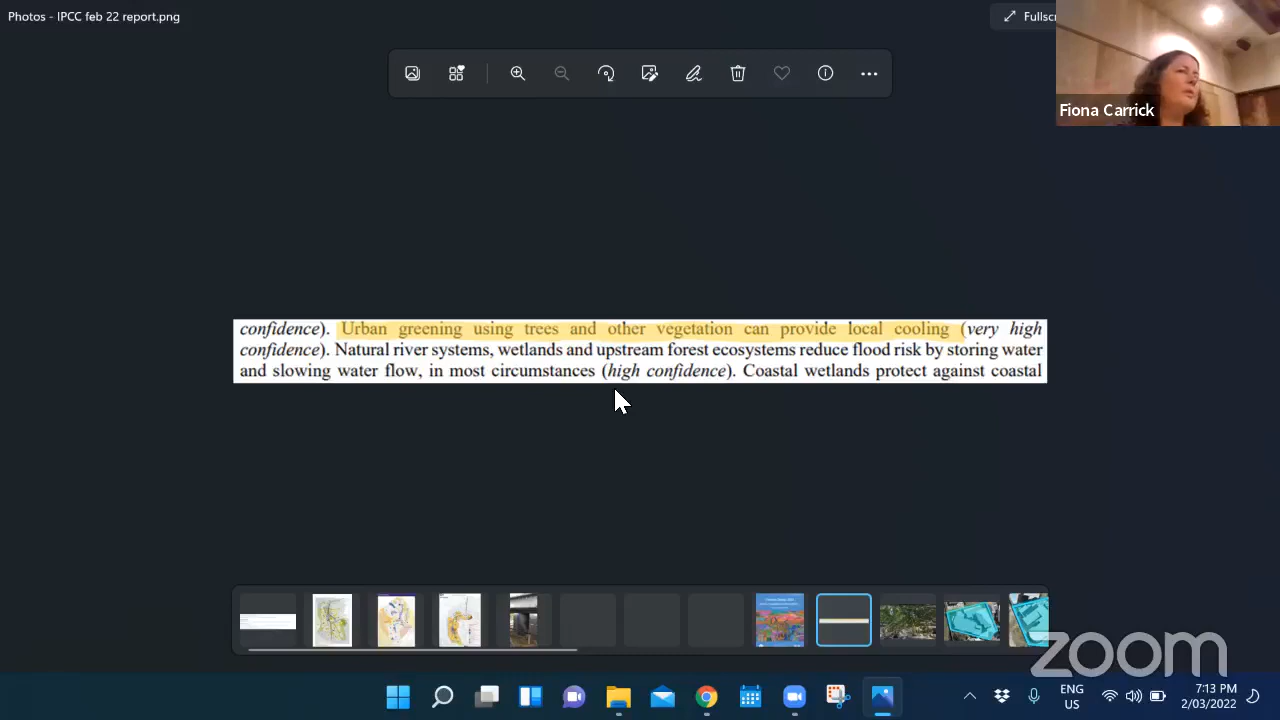 Photos - IPCC feb 22 report.png
Fullscr
Fiona Carrick
confidence). Urban greening using trees and other vegetation can provide local cooling (very high
confidence). Natural river systems, wetlands and upstream forest ecosystems reduce flood risk by storing water
and slowing water flow, in most circumstances (high confidence). Coastal wetlands protect against coastal
zoom
ENG
US
7:13 PM
2/03/2022